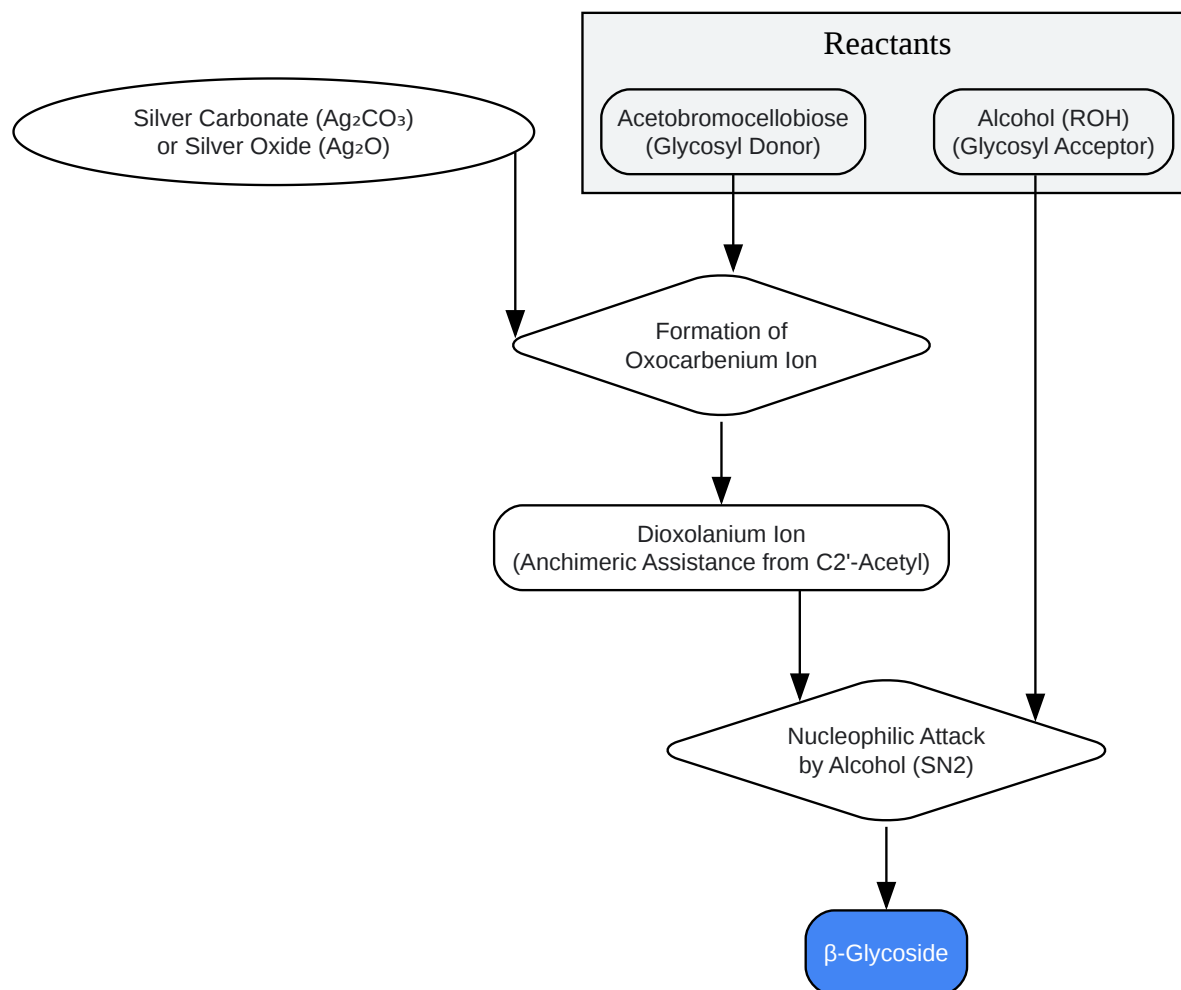 Reactants
Silver Carbonate (Ag₂CO₃)
or Silver Oxide (Ag₂O)
Acetobromocellobiose
(Glycosyl Donor)
Alcohol (ROH)
(Glycosyl Acceptor)
Formation of
Oxocarbenium Ion
Dioxolanium Ion
(Anchimeric Assistance from C2'-Acetyl)
Nucleophilic Attack
by Alcohol (SN2)
β-Glycoside